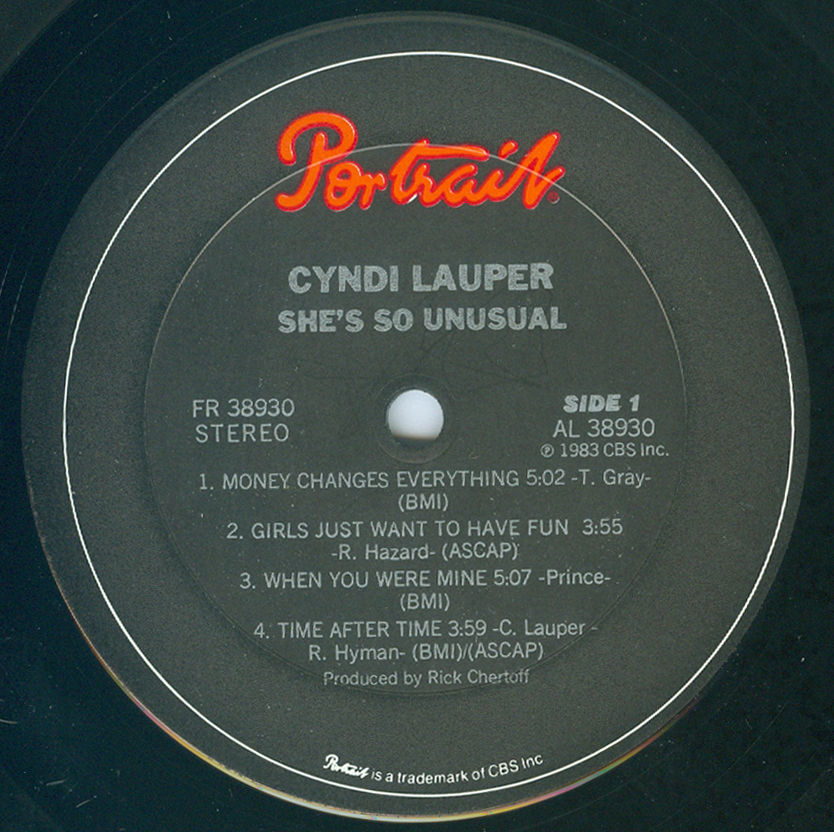 Portrait®
CYNDI LAUPER
SHE'S SO UNUSUAL
FR 38930
STEREO
SIDE 1
AL 38930
℗ 1983 CBS Inc.
1. MONEY CHANGES EVERYTHING 5:02 -T. Gray-
(BMI)
2. GIRLS JUST WANT TO HAVE FUN 3:55
-R. Hazard- (ASCAP)
3. WHEN YOU WERE MINE 5:07 -Prince-
(BMI)
4. TIME AFTER TIME 3:59 -C. Lauper -
R. Hyman- (BMI)/(ASCAP)
Produced by Rick Chertoff
Portrait is a trademark of CBS Inc